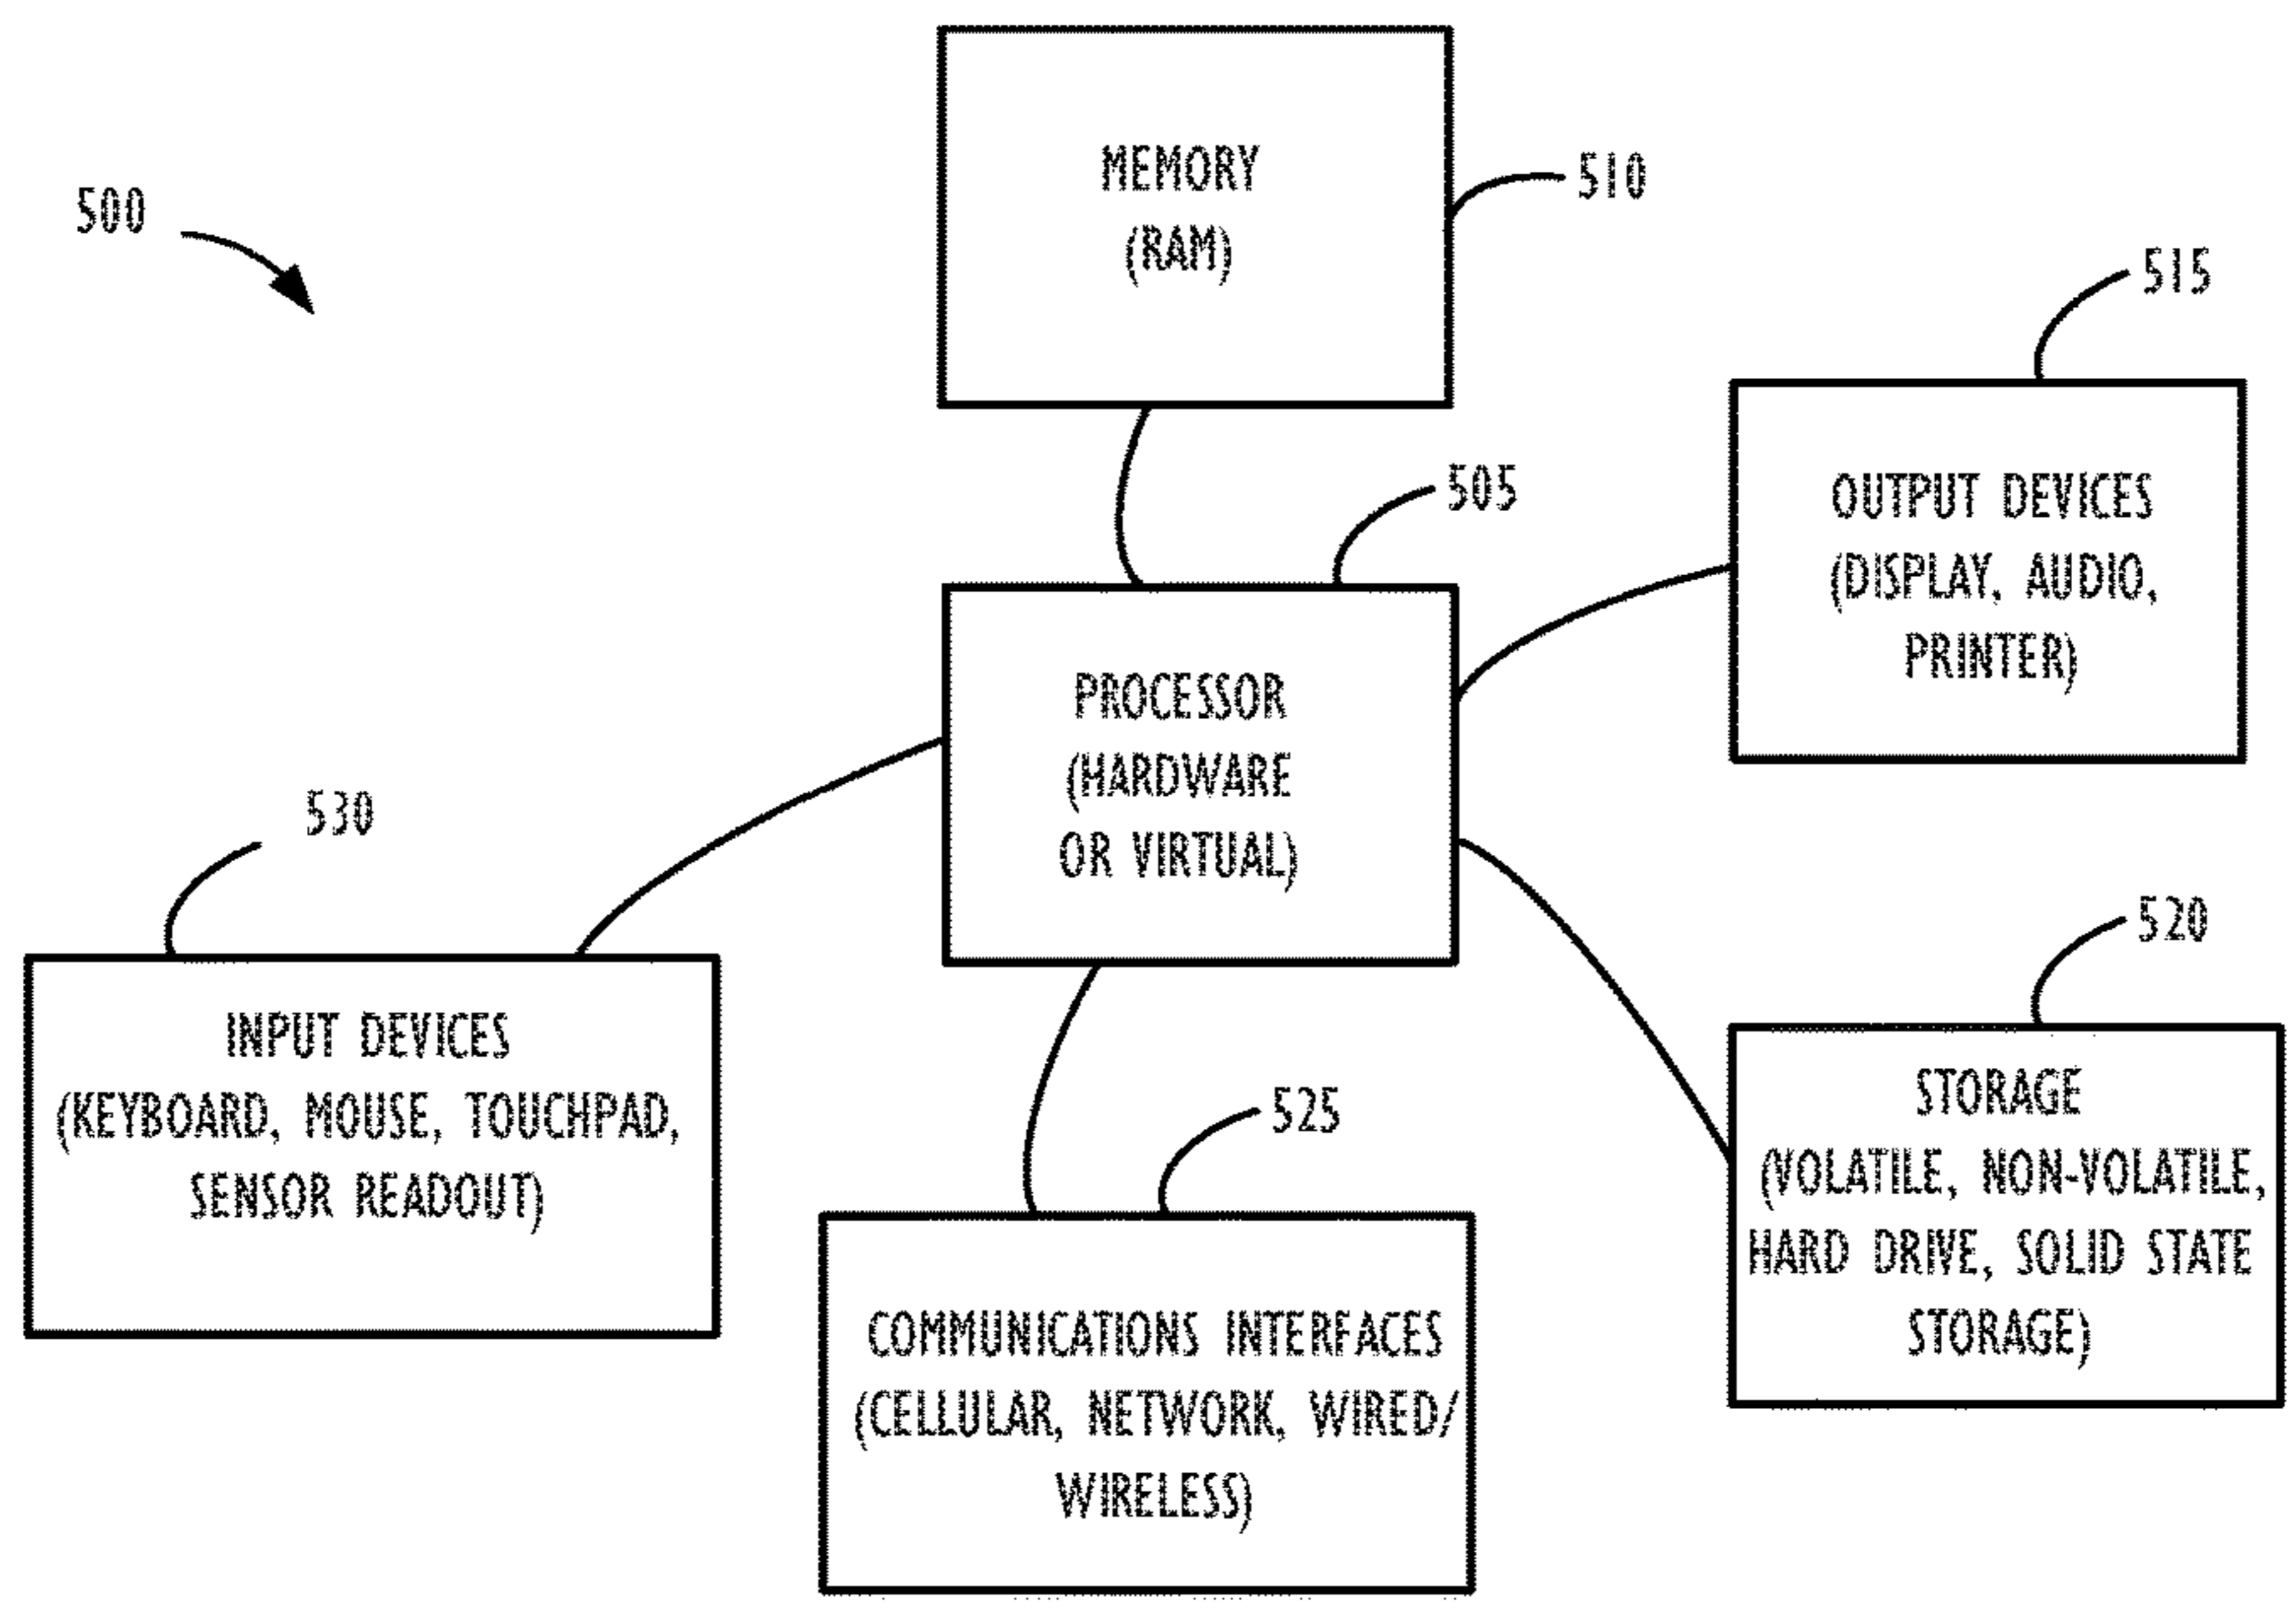 500
MEMORY
(RAM)
510
515
OUTPUT DEVICES
(DISPLAY, AUDIO,
PRINTER)
505
PROCESSOR
(HARDWARE
OR VIRTUAL)
530
INPUT DEVICES
(KEYBOARD, MOUSE, TOUCHPAD,
SENSOR READOUT)
520
STORAGE
(VOLATILE, NON-VOLATILE,
HARD DRIVE, SOLID STATE
STORAGE)
525
COMMUNICATIONS INTERFACES
(CELLULAR, NETWORK, WIRED/
WIRELESS)